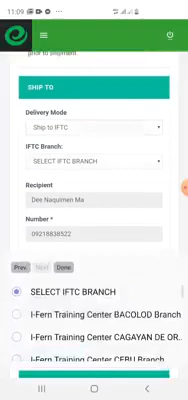 11:09
prior to shipment
SHIP TO
Delivery Mode
Ship to IFTC
IFTC Branch:
SELECT IFTC BRANCH
Recipient
Dee Naquimen Ma
Number *
09218838522
Prev. Next Done
SELECT IFTC BRANCH
I-Fern Training Center BACOLOD Branch
I-Fern Training Center CAGAYAN DE OR...
I-Fern Training Center CEBU Branch